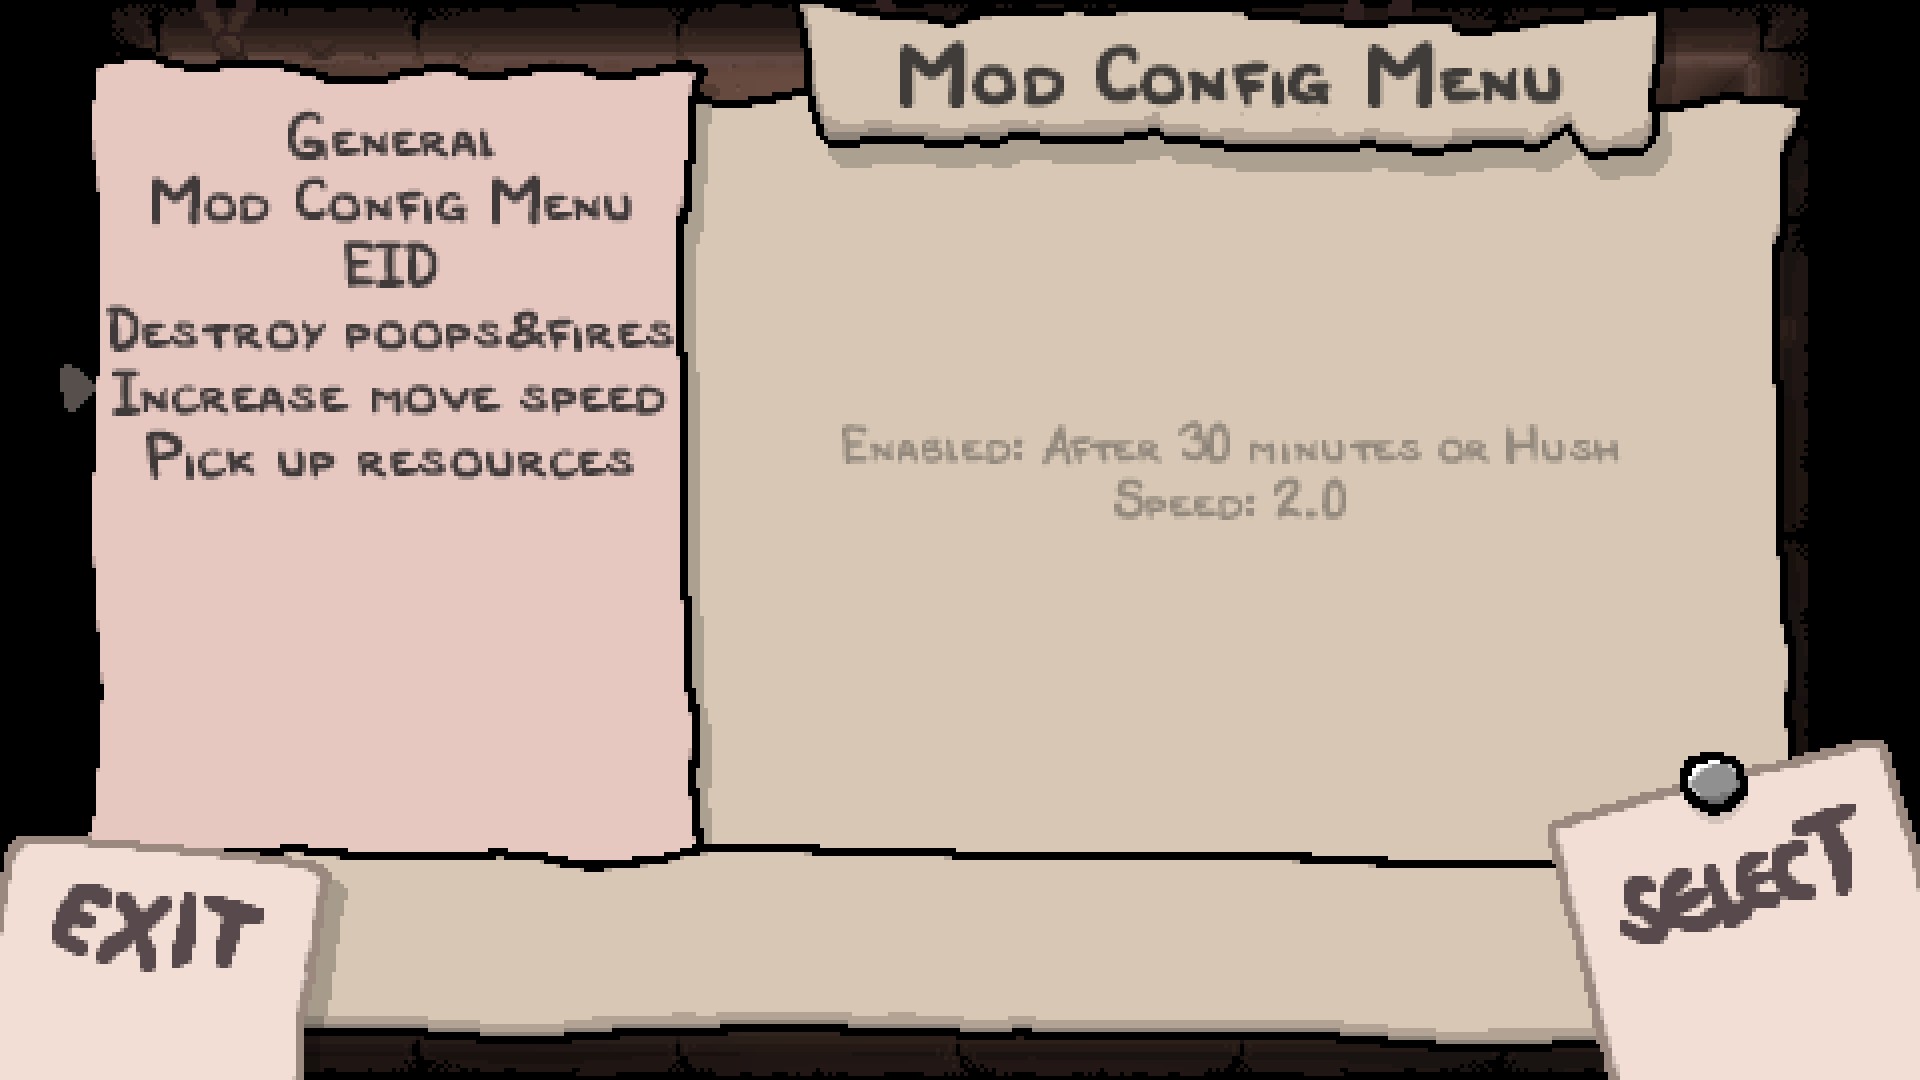 Mod Config Menu
General
Mod Config Menu
EID
Destroy poops&fires
Increase move speed
Pick up resources
Enabled: After 30 minutes or Hush
Speed: 2.0
EXIT
SELECT